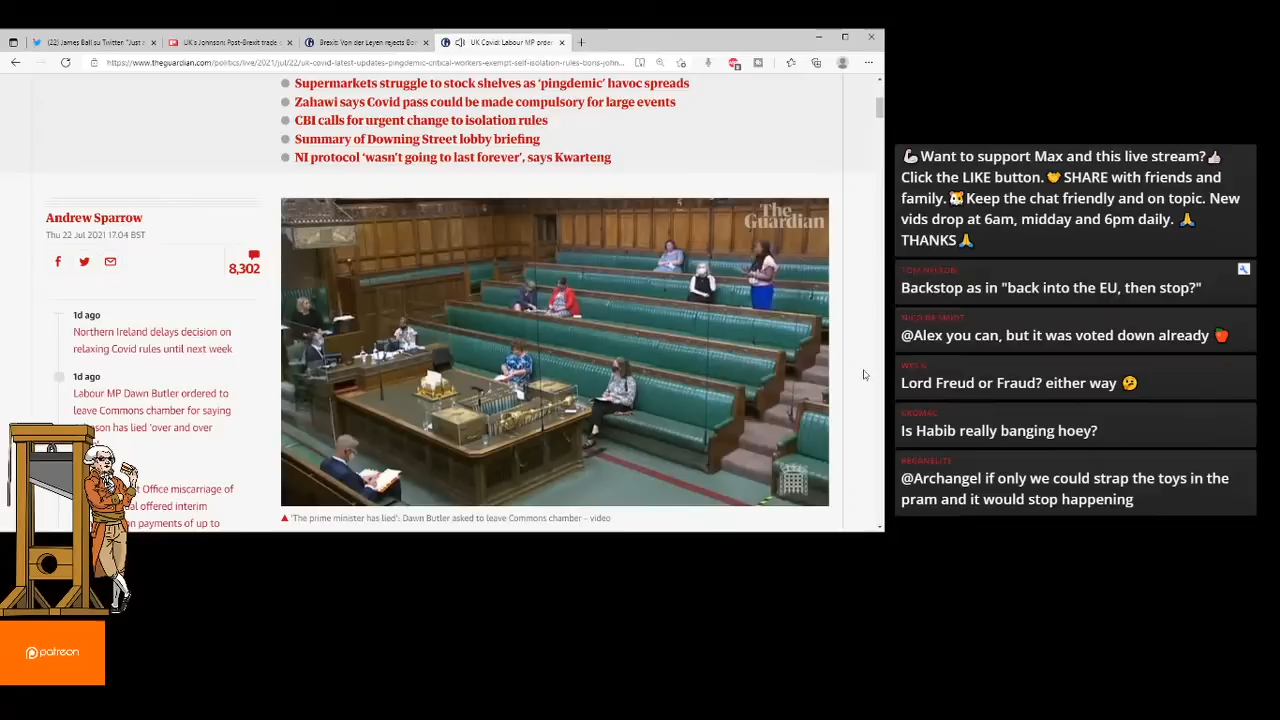 (22) James Ball su Twitter: "Just
UK's Johnson: Post-Brexit trade
Brexit: Von der Leyen rejects Bor
UK Covid: Labour MP order
https://www.theguardian.com/politics/live/2021/jul/22/uk-covid-latest-updates-pingdemic-critical-workers-exempt-self-isolation-rules-boris-john...
Supermarkets struggle to stock shelves as 'pingdemic' havoc spreads
Zahawi says Covid pass could be made compulsory for large events
CBI calls for urgent change to isolation rules
Summary of Downing Street lobby briefing
NI protocol 'wasn't going to last forever', says Kwarteng
Andrew Sparrow
Thu 22 Jul 2021 17.04 BST
8,302
1d ago
Northern Ireland delays decision on
relaxing Covid rules until next week
1d ago
Labour MP Dawn Butler ordered to
leave Commons chamber for saying
nson has lied 'over and over
t Office miscarriage of
al offered interim
on payments of up to
The Guardian
'The prime minister has lied': Dawn Butler asked to leave Commons chamber – video
patreon
💪Want to support Max and this live stream?👍
Click the LIKE button. SHARE with friends and
family. Keep the chat friendly and on topic. New
vids drop at 6am, midday and 6pm daily. 🙏
THANKS🙏
TOM NELSON
Backstop as in "back into the EU, then stop?"
@Alex you can, but it was voted down already
WES G
Lord Freud or Fraud? either way
GROMAC
Is Habib really banging hoey?
@Archangel if only we could strap the toys in the
pram and it would stop happening